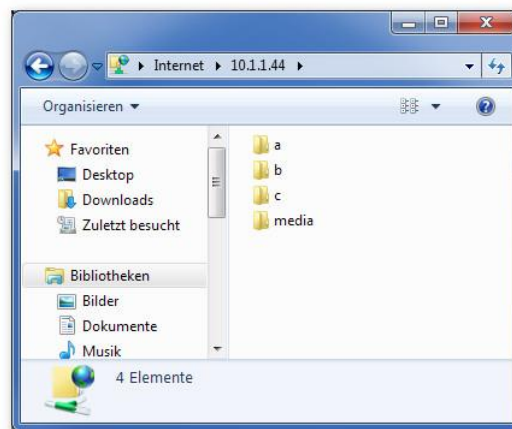 Internet 10.1.1.44
Organisieren
Favoriten
Desktop
Downloads
Zuletzt besucht
Bibliotheken
Bilder
Dokumente
Musik
a
b
c
media
4 Elemente